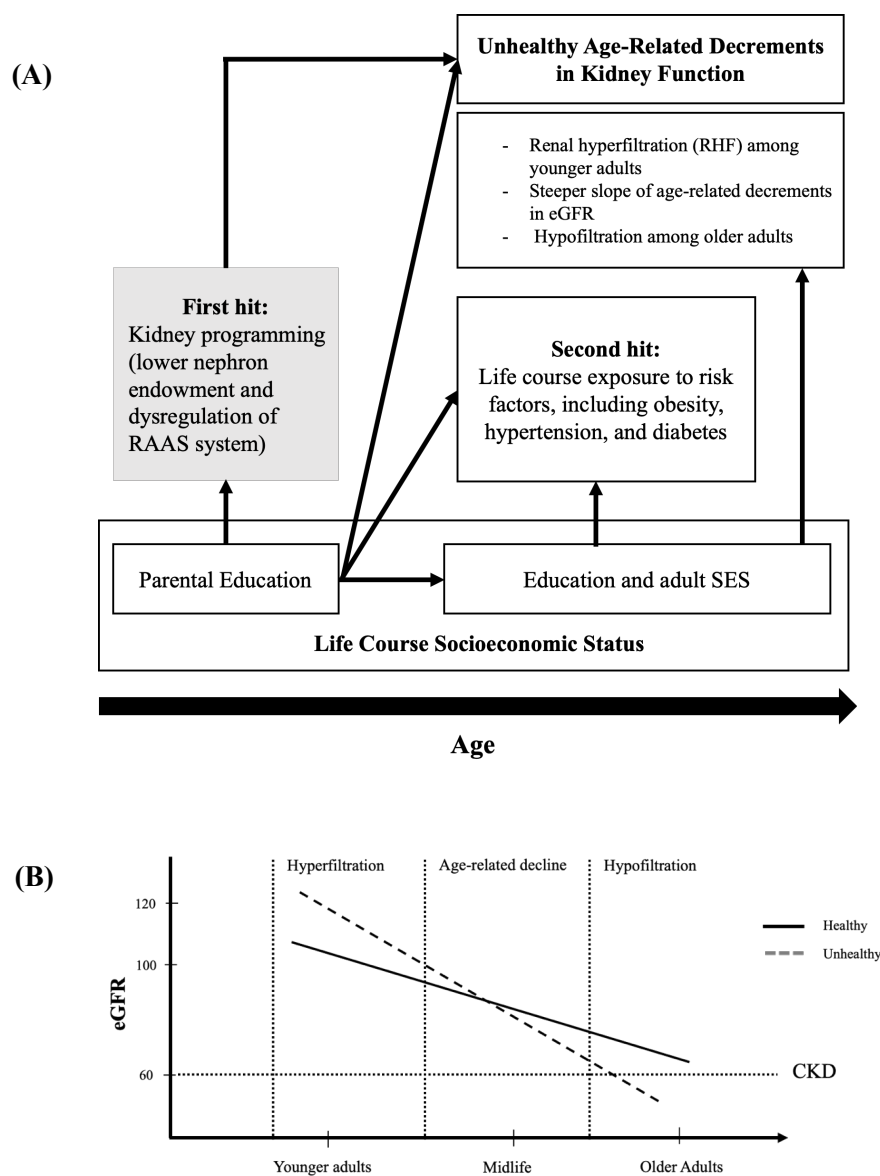 (A)
Unhealthy Age-Related Decrements
in Kidney Function
- Renal hyperfiltration (RHF) among
younger adults
- Steeper slope of age-related decrements
in eGFR
- Hypofiltration among older adults
First hit:
Kidney programming
(lower nephron
endowment and
dysregulation of
RAAS system)
Second hit:
Life course exposure to risk
factors, including obesity,
hypertension, and diabetes
Parental Education
Education and adult SES
Life Course Socioeconomic Status
Age
(B)
Hyperfiltration
Age-related decline
Hypofiltration
120
100
60
eGFR
Healthy
Unhealthy
CKD
Younger adults
Midlife
Older Adults